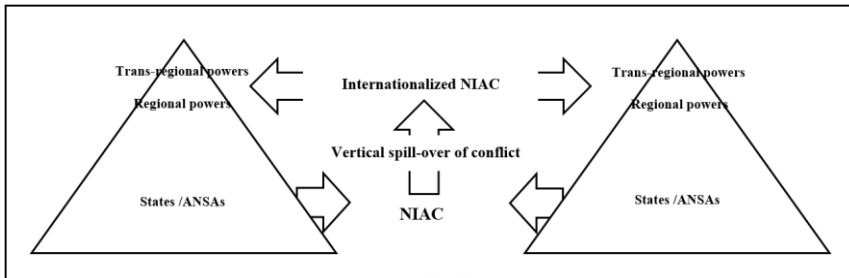 Trans-regional powers
Regional powers
States /ANSAs
Internationalized NIAC
Vertical spill-over of conflict
NIAC
Trans-regional powers
Regional powers
States /ANSAs